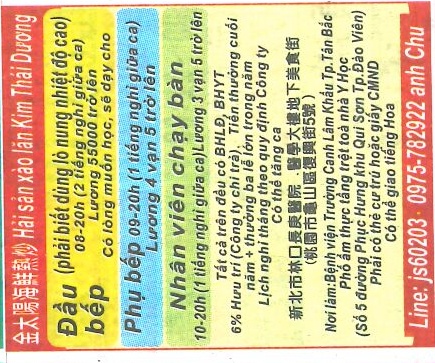 金太陽海鮮熱炒 Hải sản xào lăn Kim Thái Dương
Đầu bếp
(phải biết dùng lò nung nhiệt độ cao)
08-20h (2 tiếng nghỉ giữa ca)
Lương 55000 trở lên
Có lòng muốn học, sẽ dạy cho
Phụ bếp 09-20h (1 tiếng nghỉ giữa ca)
Lương 4 vạn 5 trở lên
Nhân viên chạy bàn
10-20h (1 tiếng nghỉ giữa ca) Lương 3 vạn 5 trở lên
Tất cả trên đều có BHLĐ, BHYT
6% Hưu trí (Công ty chi trả), Tiền thưởng cuối
năm + thưởng ba lễ lớn trong năm
Lịch nghỉ tháng theo quy định Công ty
Có thể tăng ca
新北市林口長庚醫院 醫學大樓地下美食街
(桃園市龜山區復興街5號)
Nơi làm: Bệnh viện Trường Canh Lâm Khẩu Tp.Tân Bắc
Phố ẩm thực tầng trệt toà nhà Y Học
(Số 5 đường Phục Hưng khu Qui Sơn Tp.Đào Viên)
Phải có thẻ cư trú hoặc giấy CMND
Có thể giao tiếng Hoa
Line: js60203 · 0975-782922 anh Chu